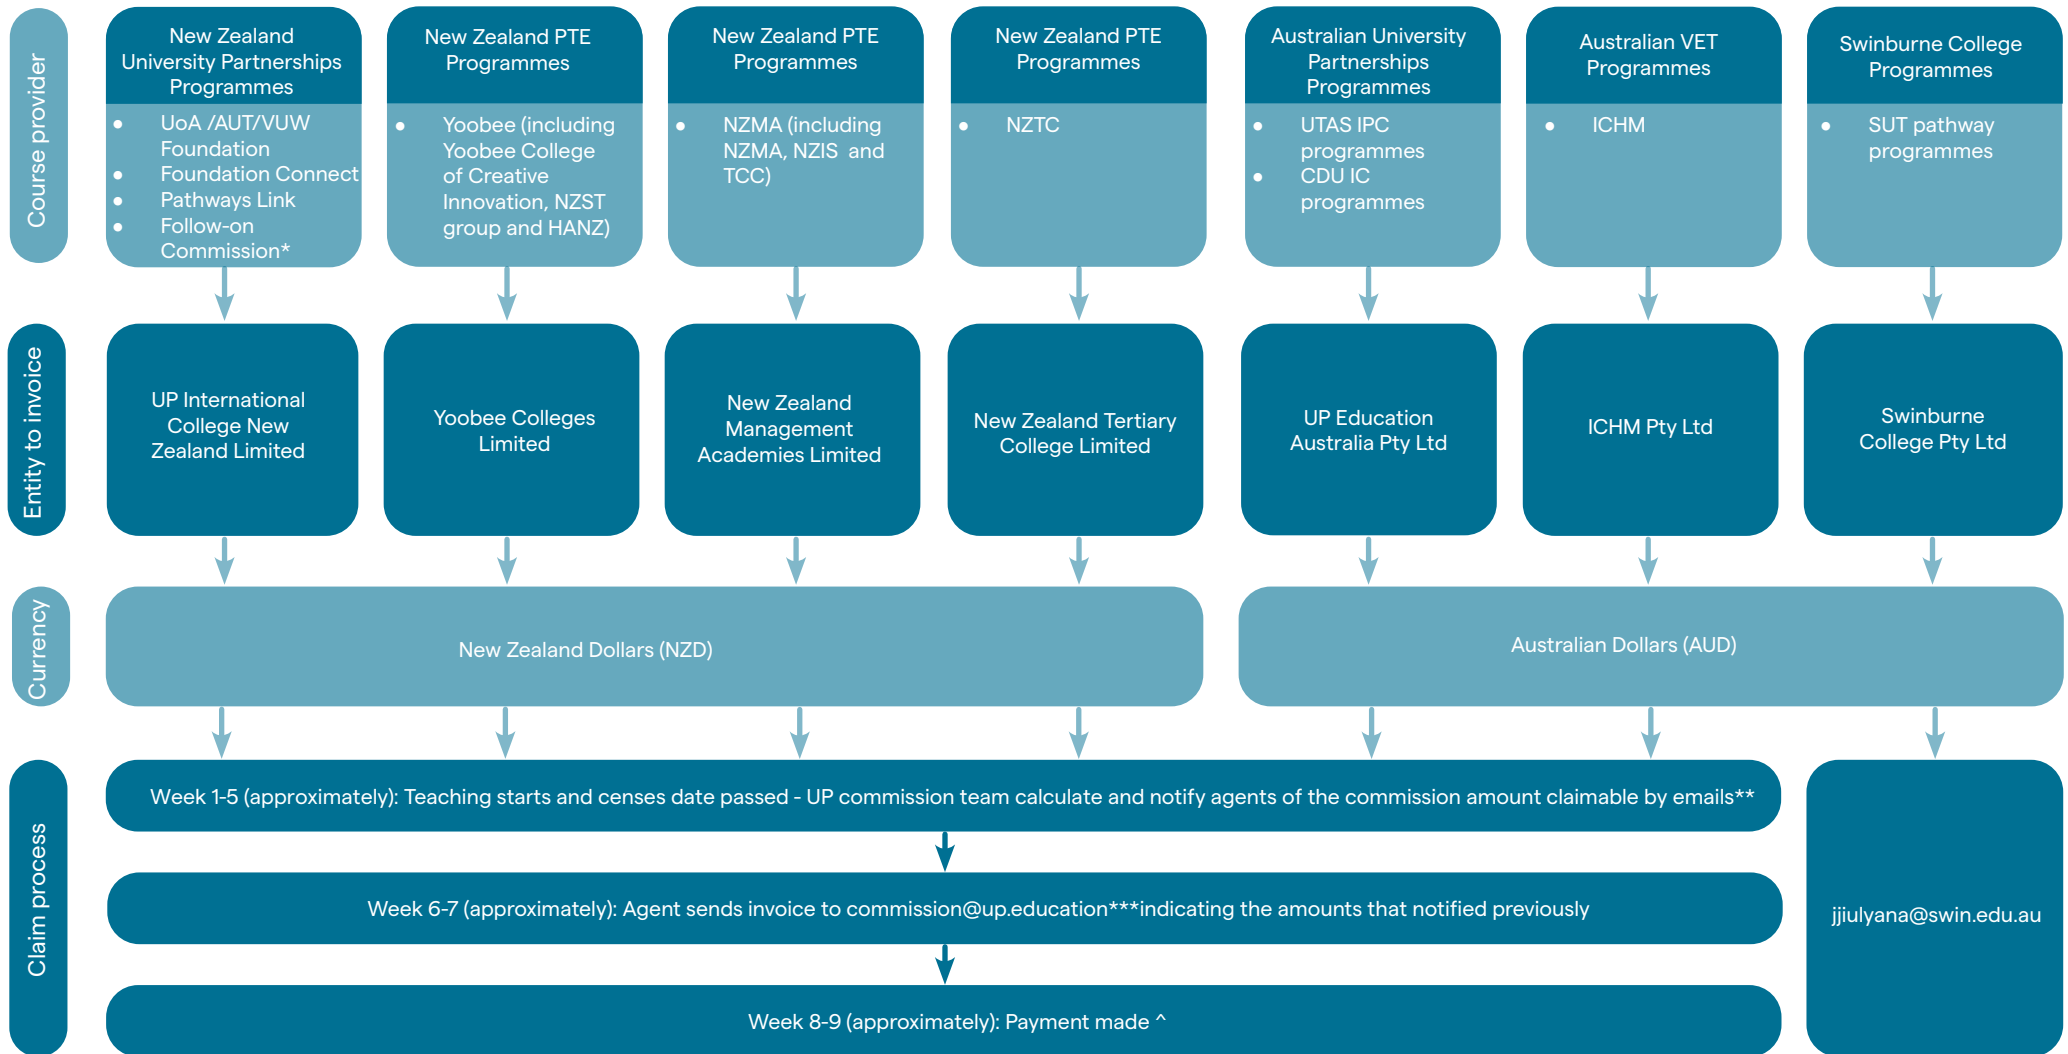 Course provider
New Zealand
University Partnerships
Programmes
● UoA /AUT/VUW
Foundation
● Foundation Connect
● Pathways Link
● Follow-on
Commission*
New Zealand PTE
Programmes
● Yoobee (including
Yoobee College
of Creative
Innovation, NZST
group and HANZ)
New Zealand PTE
Programmes
● NZMA (including
NZMA, NZIS and
TCC)
New Zealand PTE
Programmes
● NZTC
Australian University
Partnerships
Programmes
● UTAS IPC
programmes
● CDU IC
programmes
Australian VET
Programmes
● ICHM
Swinburne College
Programmes
● SUT pathway
programmes
Entity to invoice
UP International
College New
Zealand Limited
Yoobee Colleges
Limited
New Zealand
Management
Academies Limited
New Zealand Tertiary
College Limited
UP Education
Australia Pty Ltd
ICHM Pty Ltd
Swinburne
College Pty Ltd
Currency
New Zealand Dollars (NZD)
Australian Dollars (AUD)
Claim process
Week 1-5 (approximately): Teaching starts and censes date passed - UP commission team calculate and notify agents of the commission amount claimable by emails**
Week 6-7 (approximately): Agent sends invoice to commission@up.education***indicating the amounts that notified previously
Week 8-9 (approximately): Payment made ^
jjiulyana@swin.edu.au